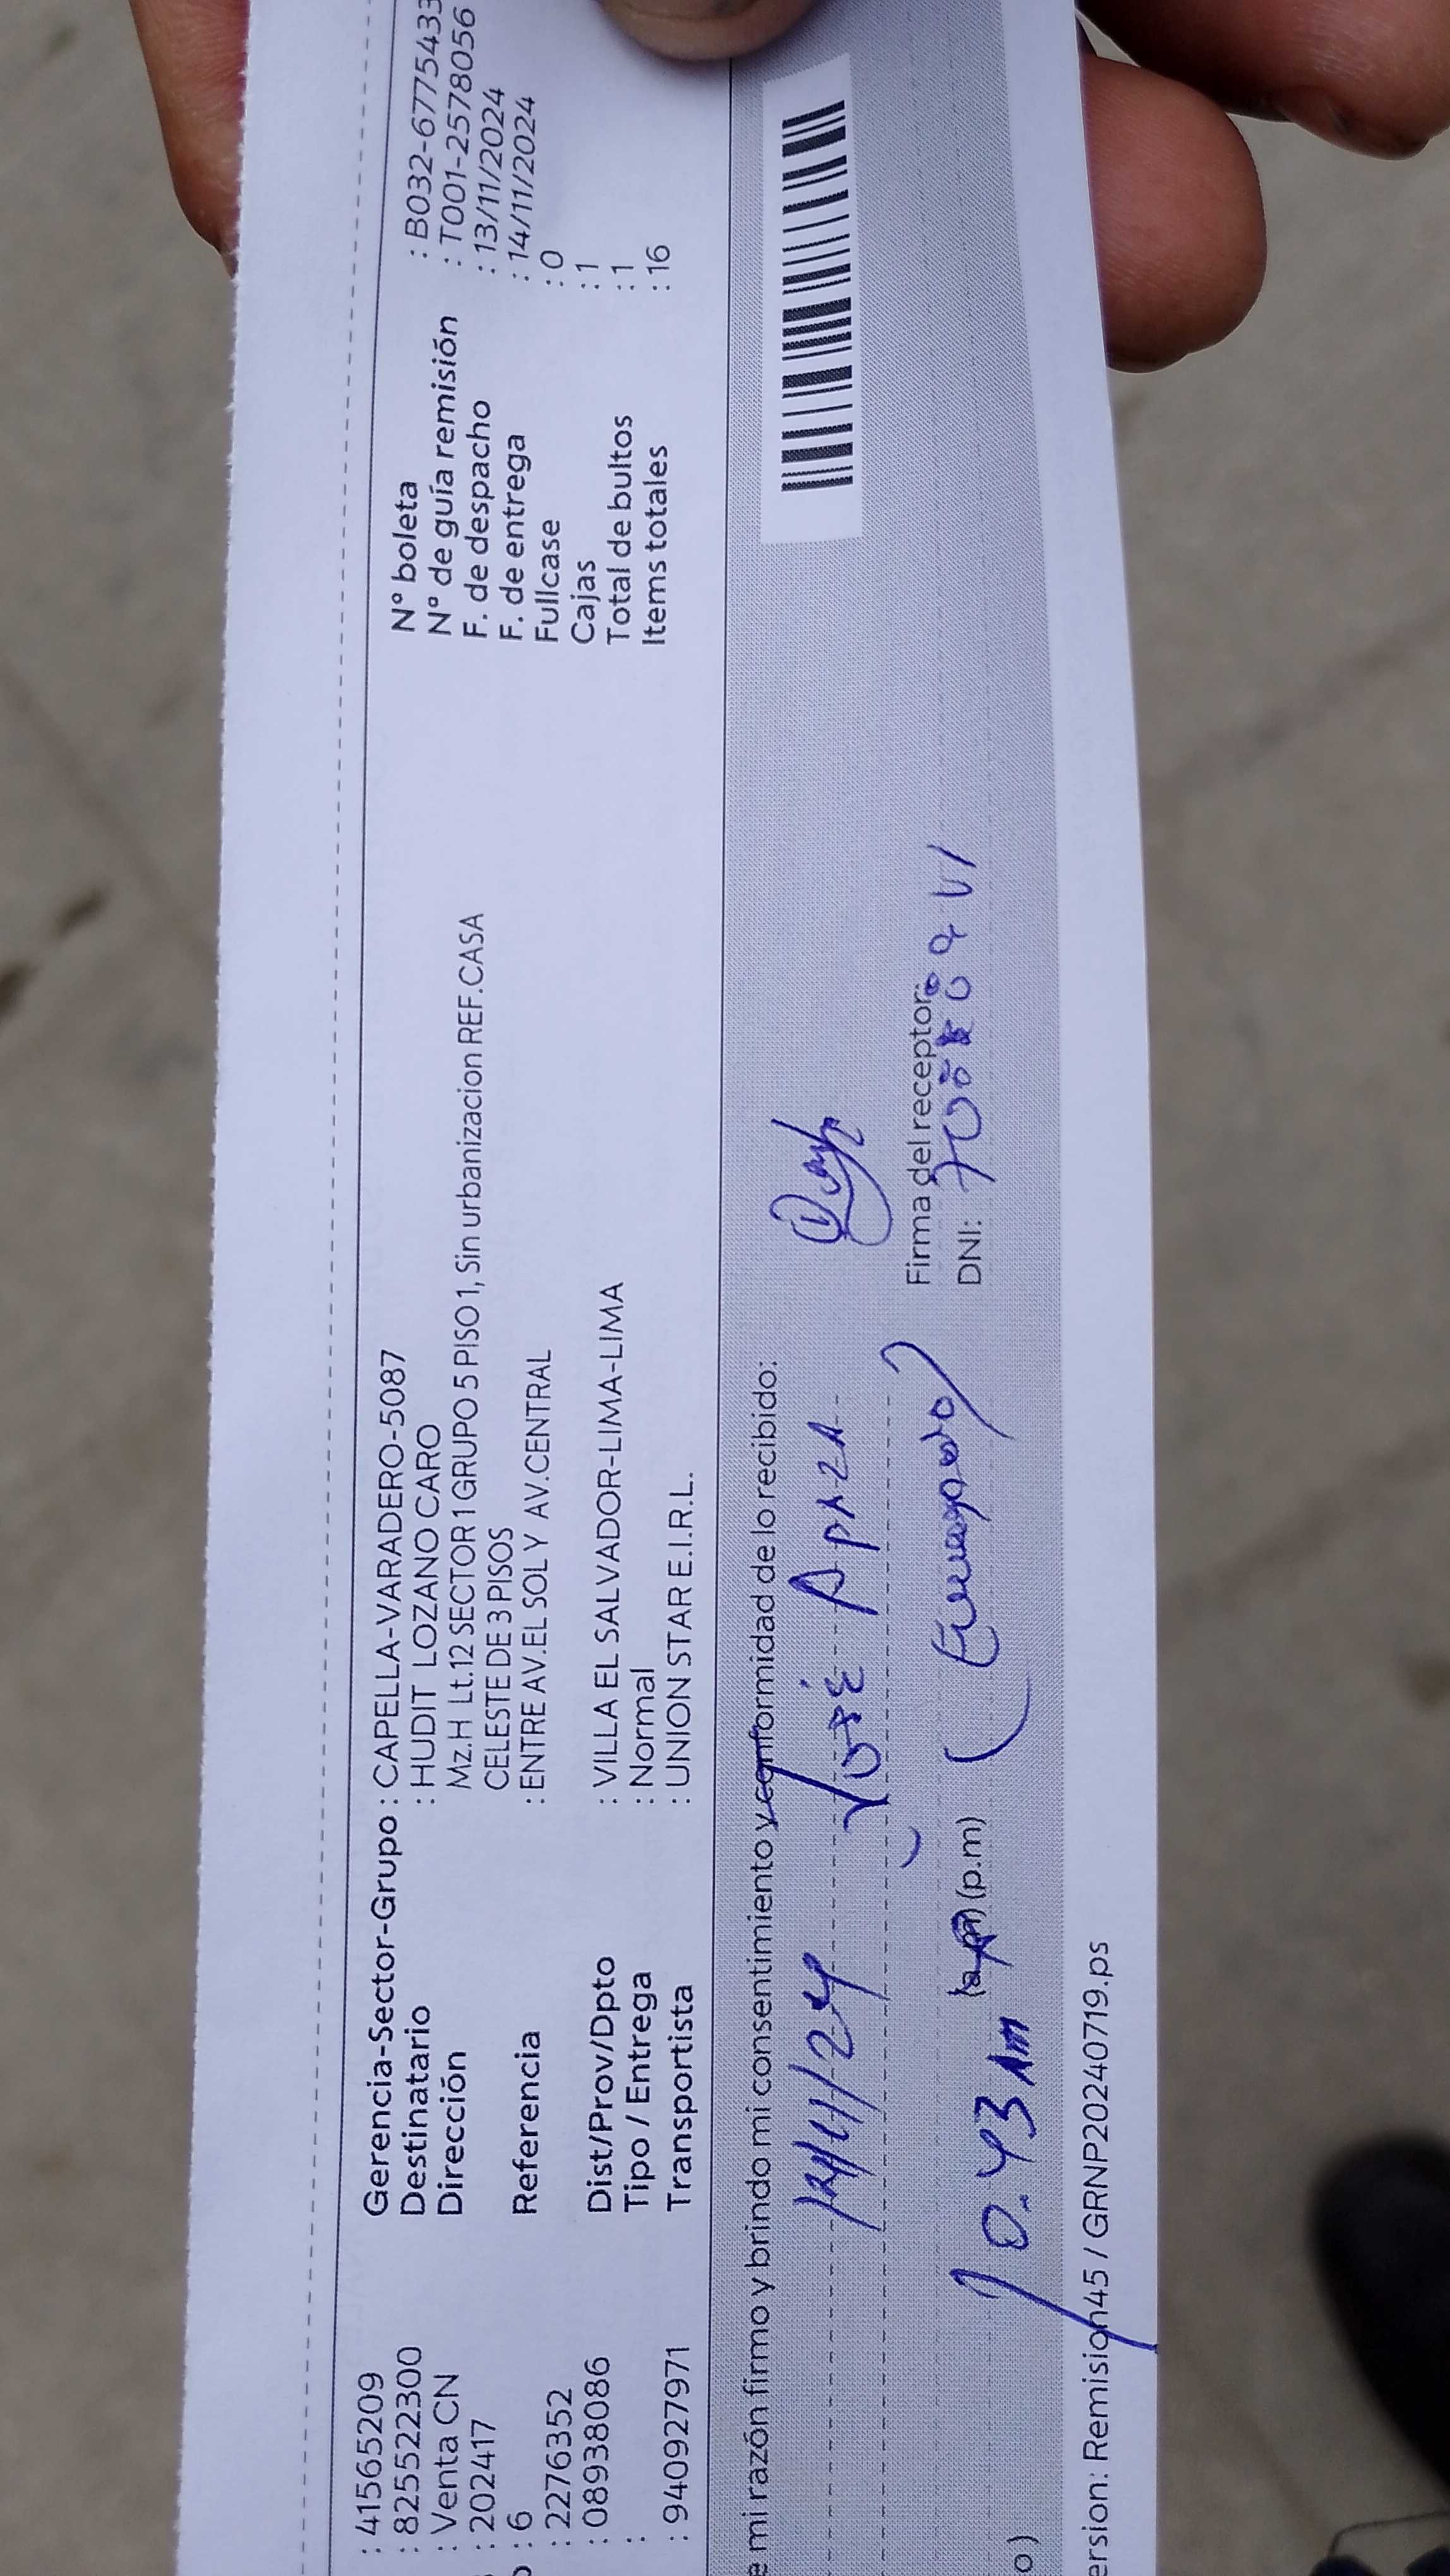 : 41565209
: 825522300
: Venta CN
: 202417
: 6
: 2276352
: 08938086
:
: 940927971
Gerencia-Sector-Grupo : CAPELLA-VARADERO-5087
Destinatario : HUDIT LOZANO CARO
Dirección Mz.H Lt.12 SECTOR 1 GRUPO 5 PISO 1, Sin urbanizacion REF.CASA
CELESTE DE 3 PISOS
Referencia : ENTRE AV.EL SOL Y AV.CENTRAL
Dist/Prov/Dpto : VILLA EL SALVADOR-LIMA-LIMA
Tipo / Entrega : Normal
Transportista : UNION STAR E.I.R.L.
N° boleta : B032-6775433
N° de guía remisión : T001-2578056
F. de despacho : 13/11/2024
F. de entrega : 14/11/2024
Fullcase : 0
Cajas : 1
Total de bultos : 1
Items totales : 16
e mi razón firmo y brindo mi consentimiento y conformidad de lo recibido:
14/11/24 José Apaza
Firma del receptor:
10.43 Am (a.m) (p.m) (Encargado) DNI:
o)
ersion: Remision45 / GRNP20240719.ps